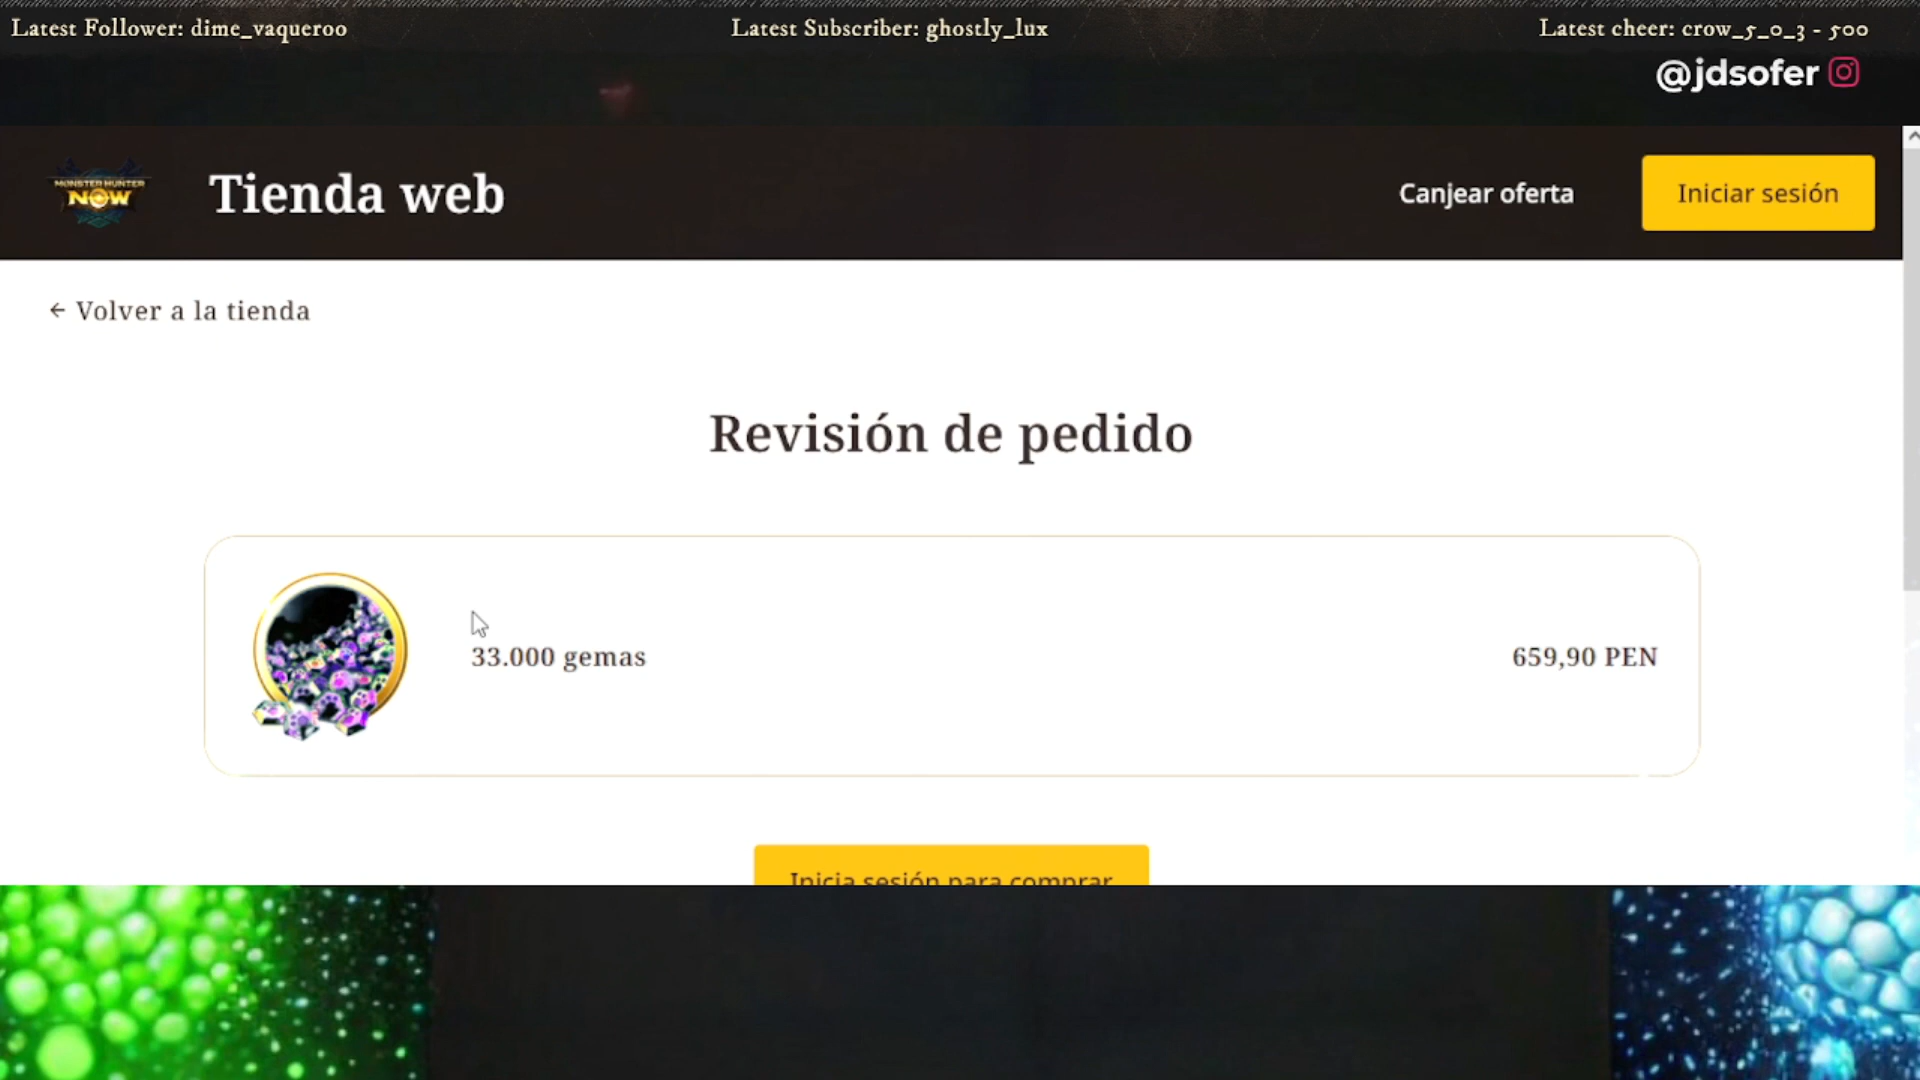 Latest Follower: dime_vaqueroo
Latest Subscriber: ghostly_lux
Latest cheer: crow_5_0_3 - 500
@jdsofer
MONSTER HUNTER
NOW
Tienda web
Canjear oferta
Iniciar sesión
← Volver a la tienda
Revisión de pedido
33.000 gemas
659,90 PEN
Inicia sesión para comprar